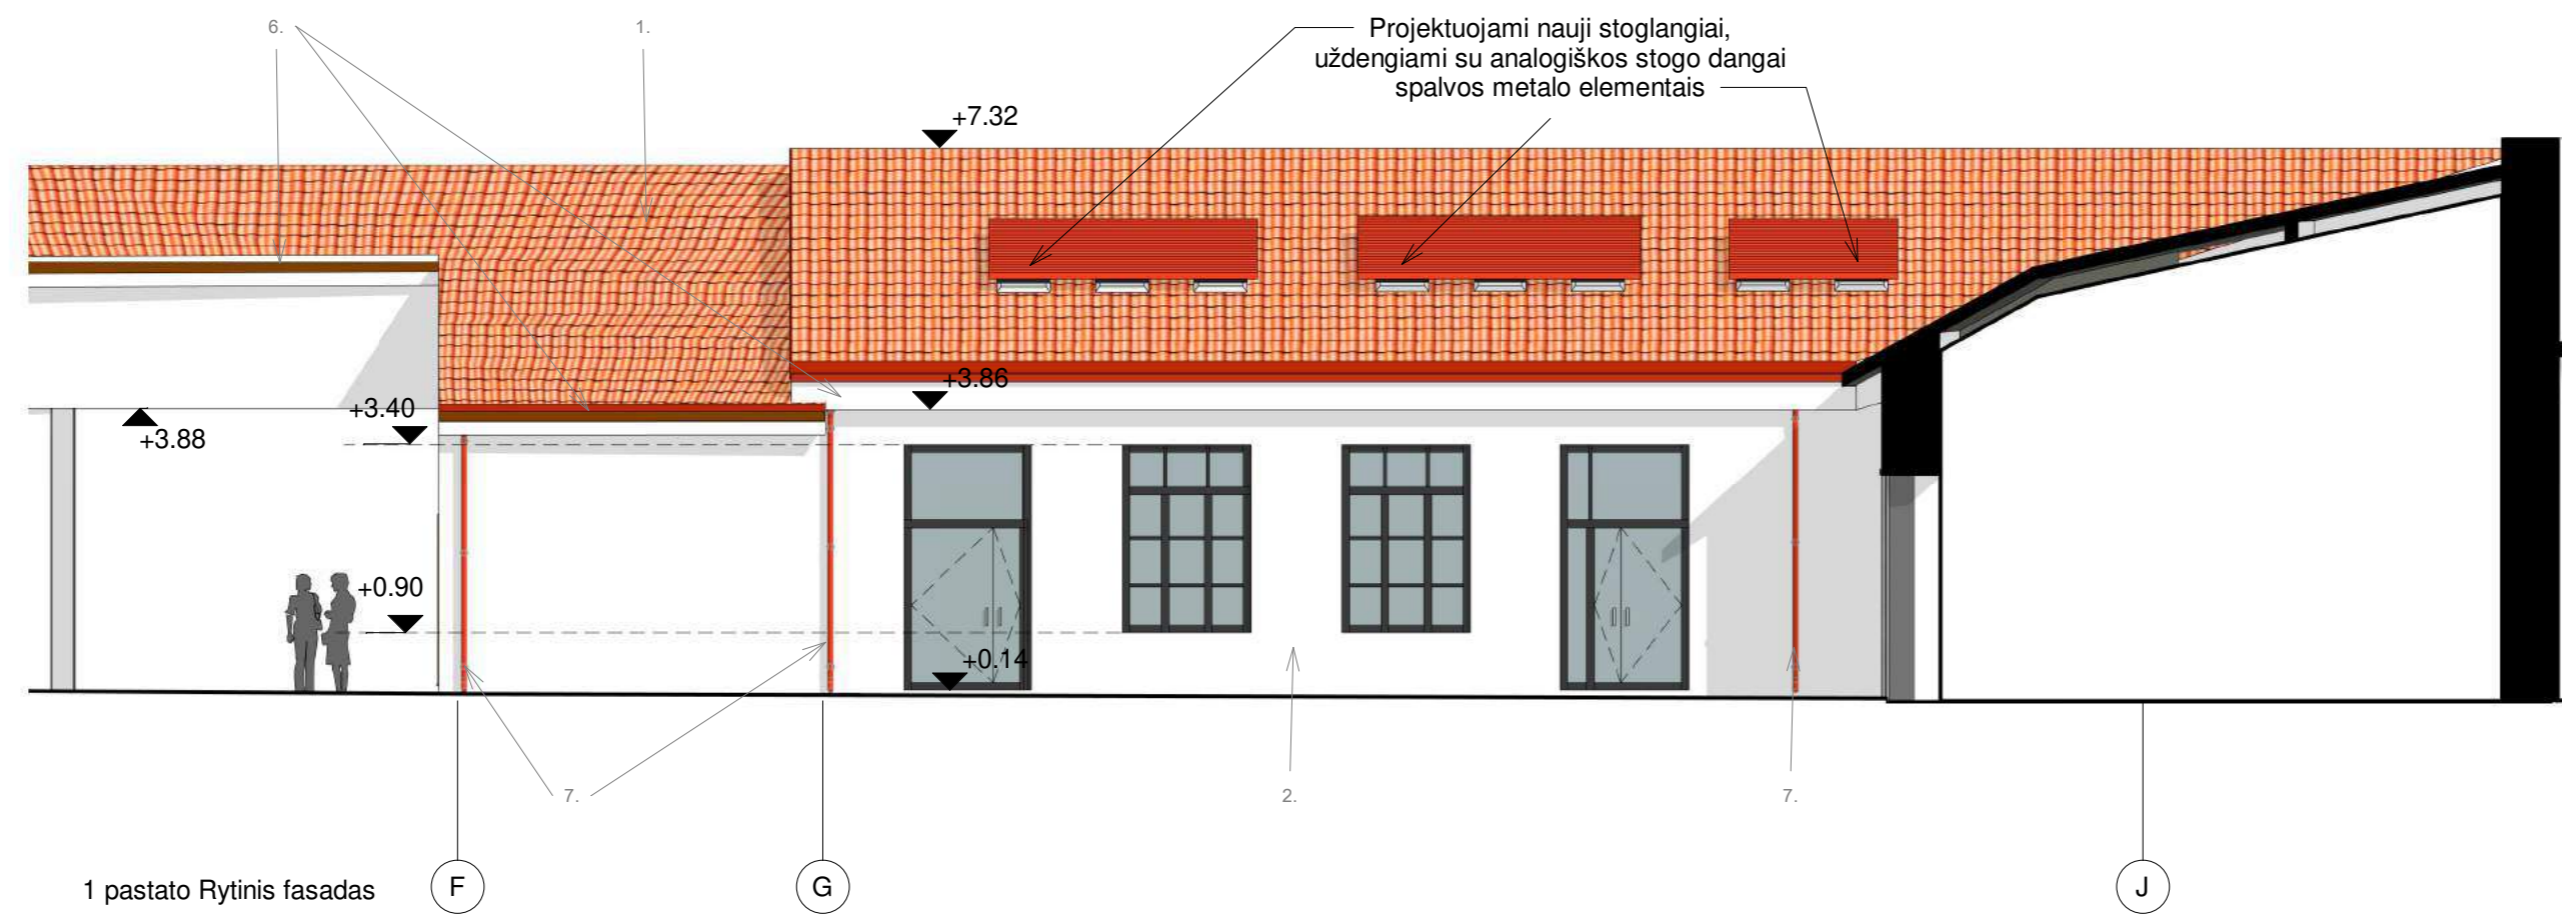 6.
1.
Projektuojami nauji stoglangiai,
uždengiami su analogiškos stogo dangai
spalvos metalo elementais
+7.32
+3.86
+3.40
+3.88
+0.90
+0.14
7.
2.
7.
1 pastato Rytinis fasadas
F
G
J